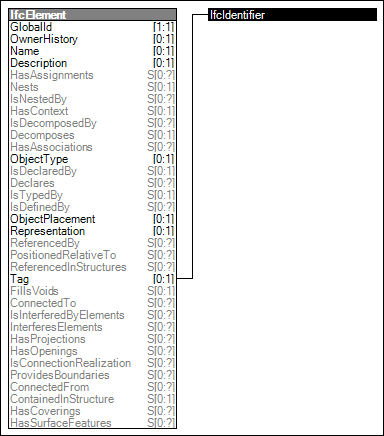 IfcElement
IfcIdentifier
GlobalId [1:1]
OwnerHistory [0:1]
Name [0:1]
Description [0:1]
HasAssignments S[0:?]
Nests S[0:1]
IsNestedBy S[0:?]
HasContext S[0:1]
IsDecomposedBy S[0:?]
Decomposes S[0:1]
HasAssociations S[0:?]
ObjectType [0:1]
IsDeclaredBy S[0:1]
Declares S[0:?]
IsTypedBy S[0:1]
IsDefinedBy S[0:?]
ObjectPlacement [0:1]
Representation [0:1]
ReferencedBy S[0:?]
PositionedRelativeTo S[0:?]
ReferencedInStructures S[0:?]
Tag [0:1]
FillsVoids S[0:1]
ConnectedTo S[0:?]
IsInterferedByElements S[0:?]
InterferesElements S[0:?]
HasProjections S[0:?]
HasOpenings S[0:?]
IsConnectionRealization S[0:?]
ProvidesBoundaries S[0:?]
ConnectedFrom S[0:?]
ContainedInStructure S[0:1]
HasCoverings S[0:?]
HasSurfaceFeatures S[0:?]